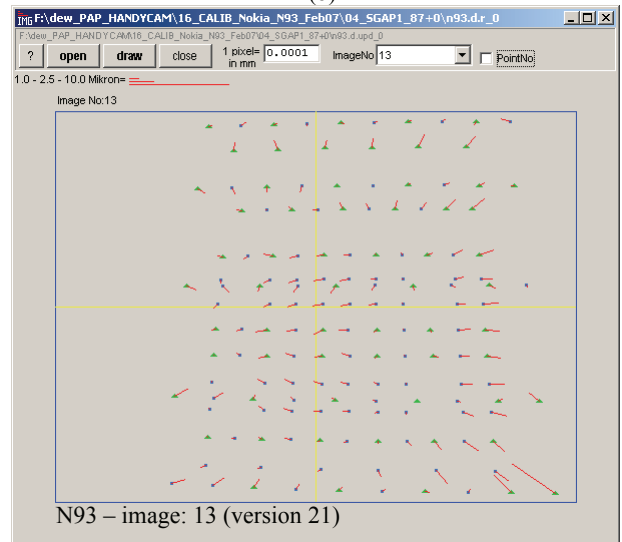 IMG F:\dew_PAP_HANDYCAM\16_CALIB_Nokia_N93_Feb07\04_SGAP1_87+0\n93.d.r_0
F:\dew_PAP_HANDYCAM\16_CALIB_Nokia_N93_Feb07\04_SGAP1_87+0\n93.d.upd_0
? open draw close 1 pixel= in mm 0.0001 ImageNo 13 PointNo
1.0 - 2.5 - 10.0 Mikron=
Image No:13
N93 – image: 13 (version 21)